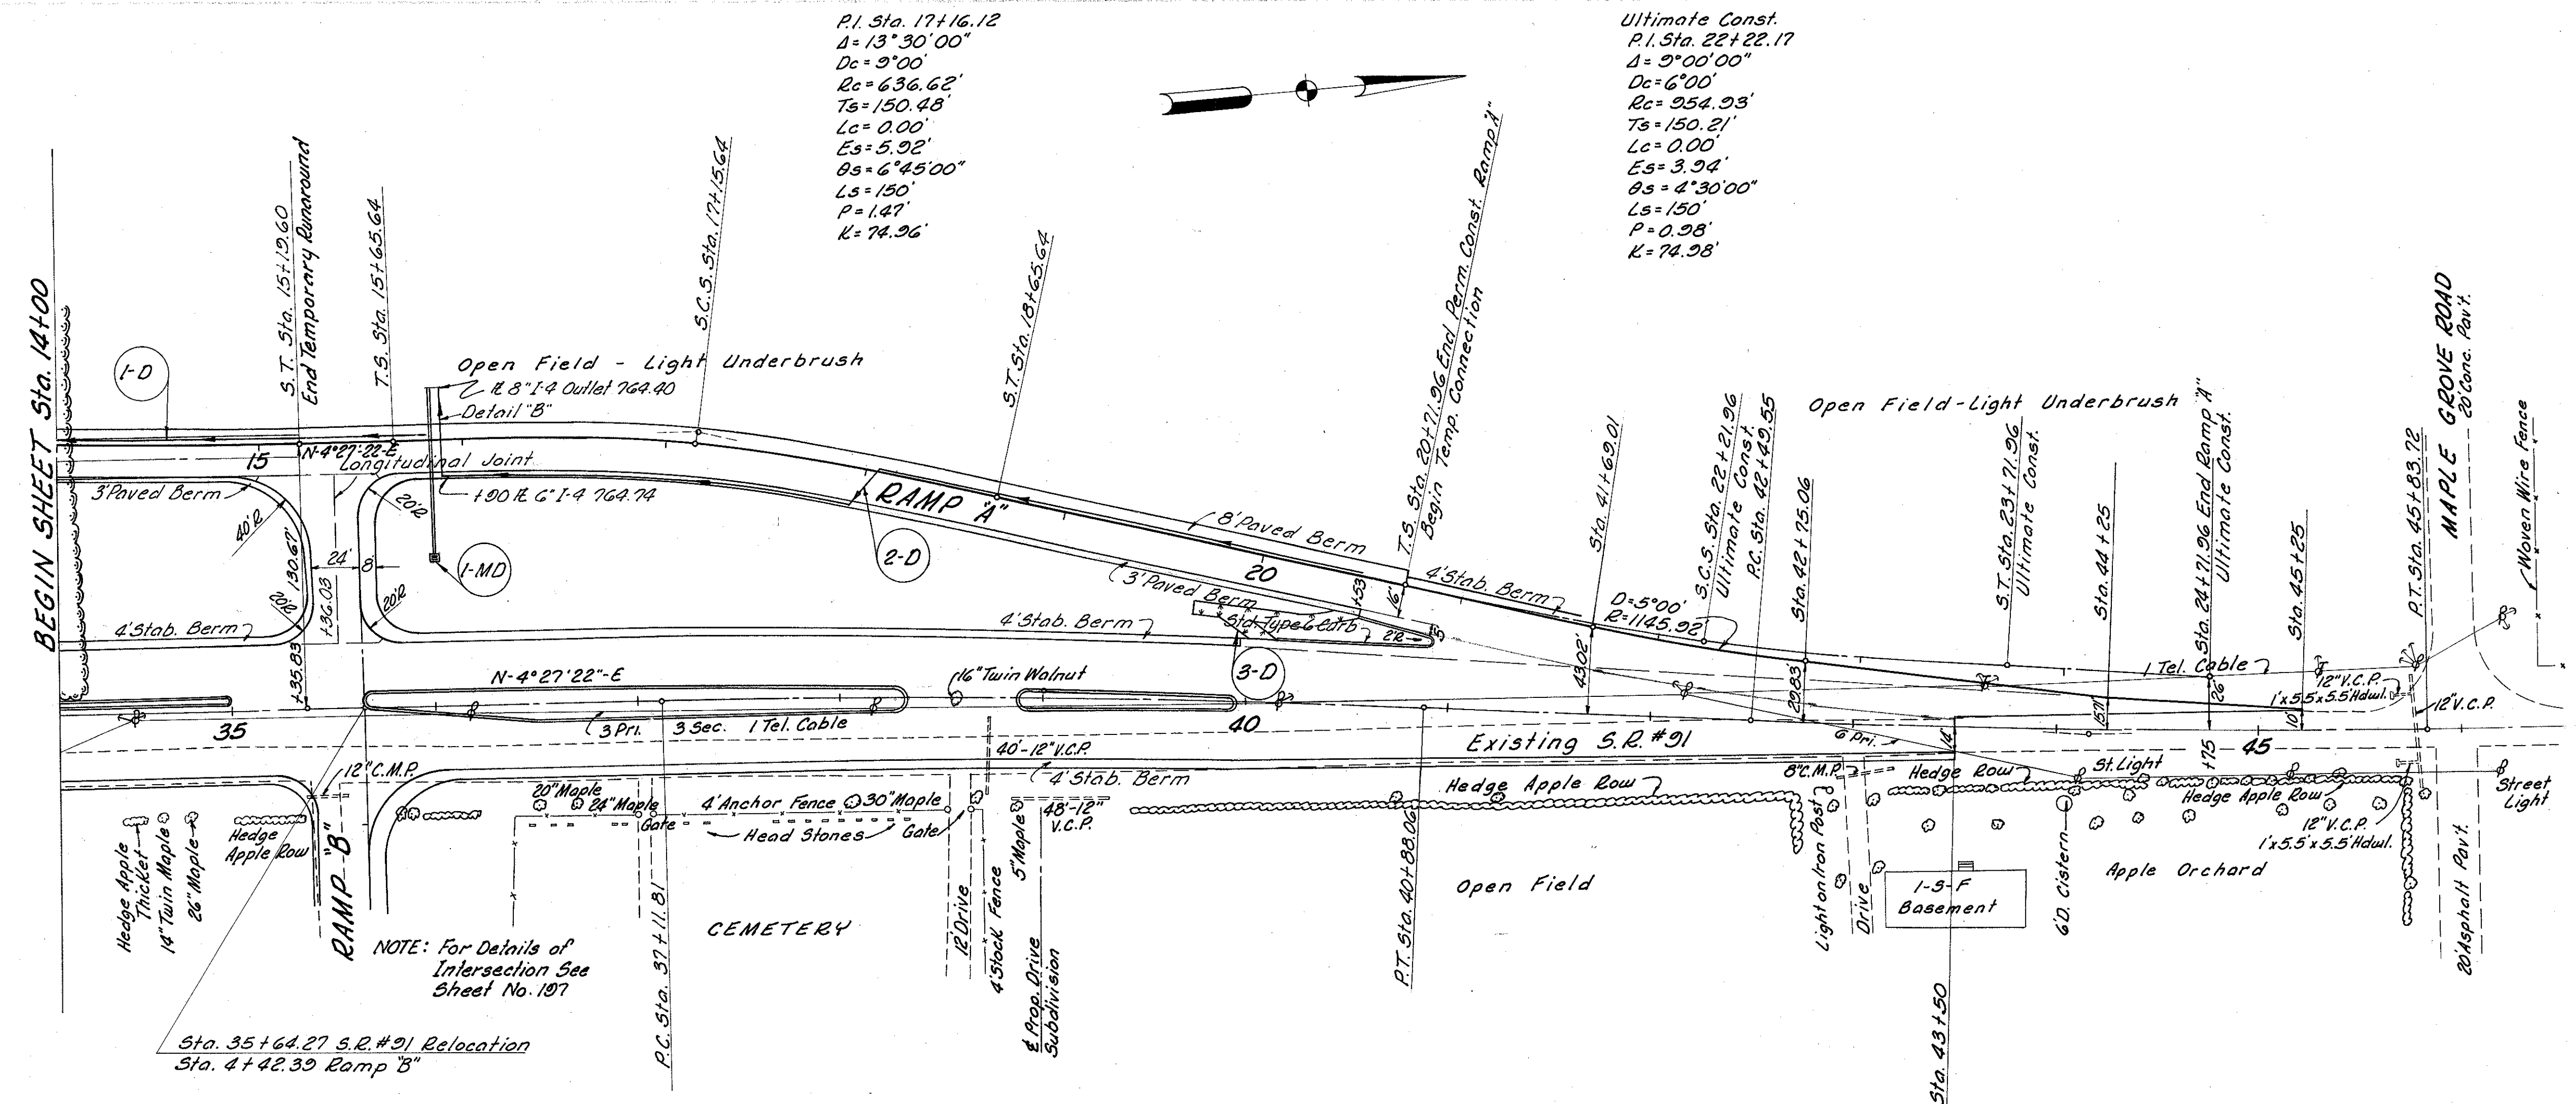 P.I. Sta. 17+16.12
Δ=13°30'00"
Dc=9°00'
Rc=636.62'
Ts=150.48'
Lc=0.00'
Es=5.92'
θs=6°45'00"
Ls=150'
P=1.47'
K=74.96'
Ultimate Const.
P.I. Sta. 22+22.17
Δ=9°00'00"
Dc=6°00'
Rc=954.93'
Ts=150.21'
Lc=0.00'
Es=3.94'
θs=4°30'00"
Ls=150'
P=0.98'
K=74.98'
BEGIN SHEET Sta. 14+00
S.T. Sta. 15+19.60
End Temporary Runaround
T.S. Sta. 15+65.64
S.C.S. Sta. 17+15.64
S.T. Sta. 18+65.64
T.S. Sta. 20+71.96 End Perm. Const. Ramp "A"
Begin Temp. Connection
Sta. 41+69.01
S.C.S. Sta. 22+21.96
Ultimate Const.
P.C. Sta. 42+49.55
Sta. 42+75.06
S.T. Sta. 23+71.96
Ultimate Const.
Sta. 44+25
Sta. 24+71.96 End Ramp "A"
Ultimate Const.
Sta. 45+25
P.T. Sta. 45+83.72
MAPLE GROVE ROAD
20' Conc. Pav't.
Woven Wire Fence
1-D
Open Field - Light Underbrush
℄ 8" I-4 Outlet 764.40
Detail "B"
Open Field-Light Underbrush
15
N-4°27'-22-E
Longitudinal Joint
3' Paved Berm
+90 ℄ 6" I-4 764.74
20'R
40'R
130.67'
24'
8'
1-MD
RAMP "A"
2-D
8' Paved Berm
20
3' Paved Berm
+53
16'
4' Stab. Berm
D=5°00'
R=1145.92'
20'R
+36.03
20'R
4' Stab. Berm
4' Stab. Berm
Std. Type 6 Curb
2'R
5'
+35.83
3-D
43.02'
29.83'
15.7'
26'
10'
1 Tel. Cable
12" V.C.P.
1'x5.5'x5.5' Hdwl.
12" V.C.P.
N-4°27'22"-E
16" Twin Walnut
35
3 Pri. 3 Sec. 1 Tel. Cable
40
Existing S.R. #91
6 Pri.
14'
+75
45
12" C.M.P.
40'-12" V.C.P.
4' Stab. Berm
8" C.M.P.
Hedge Row
St. Light
Hedge Apple Row
Hedge Apple Row
Street
Light
20" Maple
24" Maple
4' Anchor Fence
30" Maple
48'-12"
V.C.P.
Gate
Head Stones
Gate
5" Maple
Hedge
Apple Row
12" V.C.P.
1'x5.5'x5.5' Hdwl.
Hedge Apple
Thicket
14" Twin Maple
26" Maple
RAMP "B"
NOTE: For Details of
Intersection See
Sheet No. 197
P.C. Sta. 37+11.81
CEMETERY
12' Drive
4' Stock Fence
℄ Prop. Drive
Subdivision
P.T. Sta. 40+88.06
Open Field
Light on Iron Post
Drive
1-S-F
Basement
6'D. Cistern
Apple Orchard
20' Asphalt Pav't.
Sta. 43+50
Sta. 35+64.27 S.R. #91 Relocation
Sta. 4+42.39 Ramp "B"